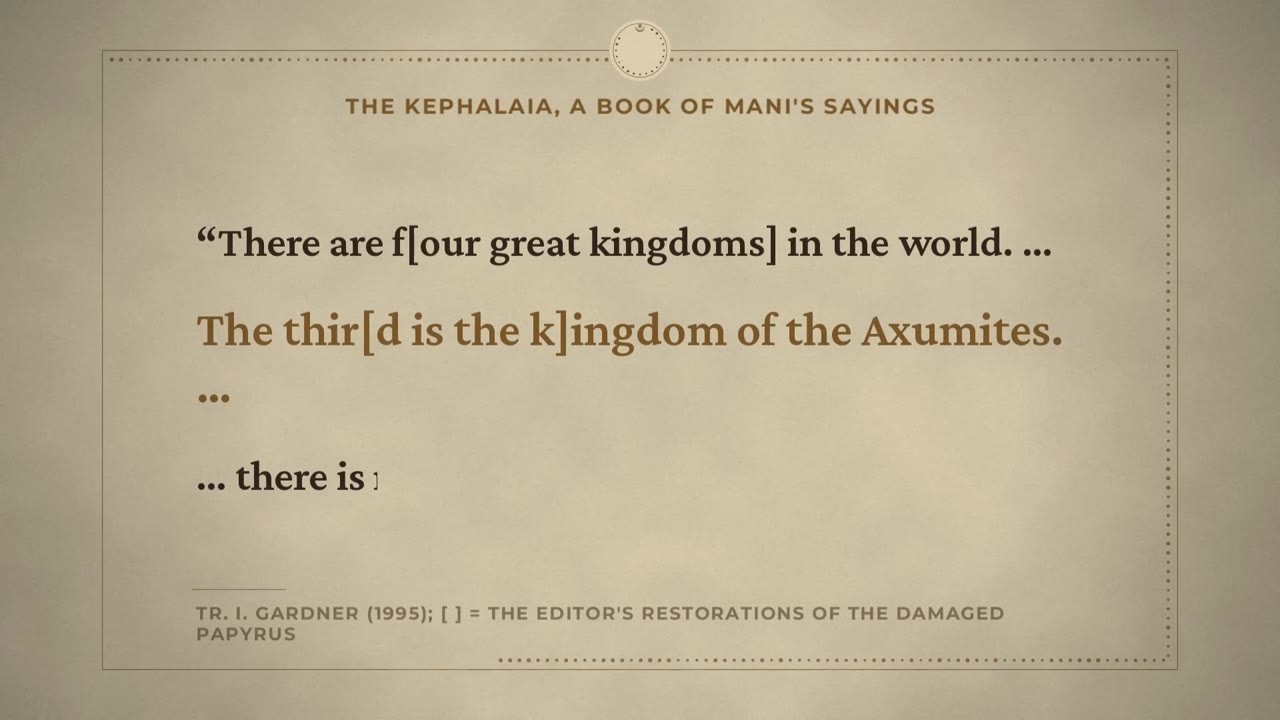 THE KEPHALAIA, A BOOK OF MANI'S SAYINGS
“There are f[our great kingdoms] in the world. ...
The thir[d is the k]ingdom of the Axumites.
...
... there is
TR. I. GARDNER (1995); [ ] = THE EDITOR'S RESTORATIONS OF THE DAMAGED
PAPYRUS